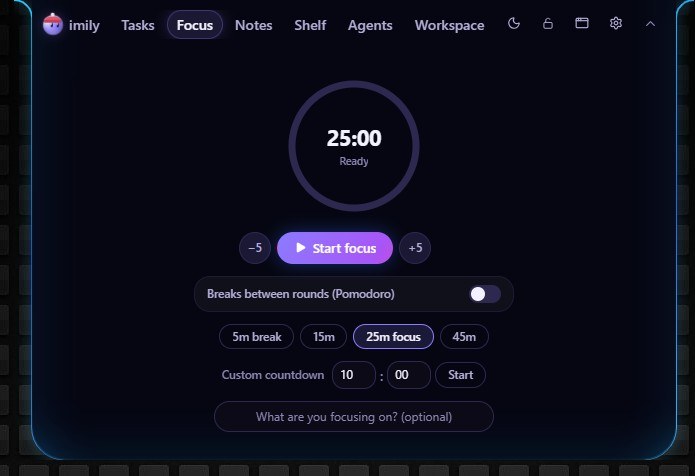 imily Tasks Focus Notes Shelf Agents Workspace
25:00
Ready
−5 Start focus +5
Breaks between rounds (Pomodoro)
5m break 15m 25m focus 45m
Custom countdown 10 : 00 Start
What are you focusing on? (optional)